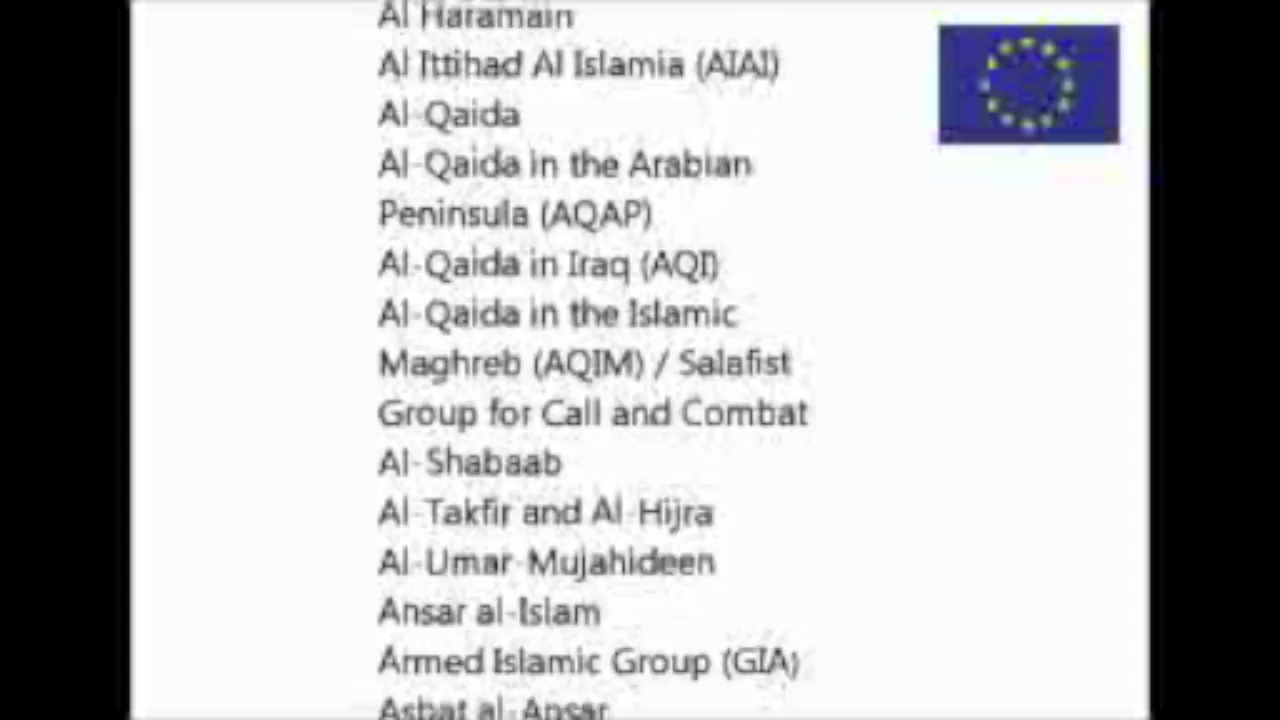 Al Haramain
Al Ittihad Al Islamia (AIAI)
Al-Qaida
Al-Qaida in the Arabian
Peninsula (AQAP)
Al-Qaida in Iraq (AQI)
Al-Qaida in the Islamic
Maghreb (AQIM) / Salafist
Group for Call and Combat
Al-Shabaab
Al-Takfir and Al-Hijra
Al-Umar-Mujahideen
Ansar al-Islam
Armed Islamic Group (GIA)
Asbat al-Ansar